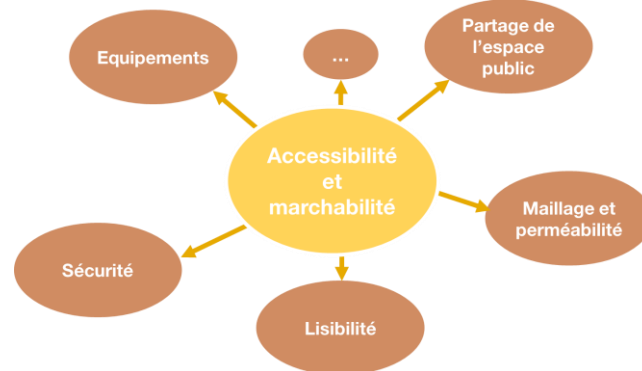 Equipements
...
Partage de
l'espace
public
Accessibilité
et
marchabilité
Maillage et
perméabilité
Sécurité
Lisibilité